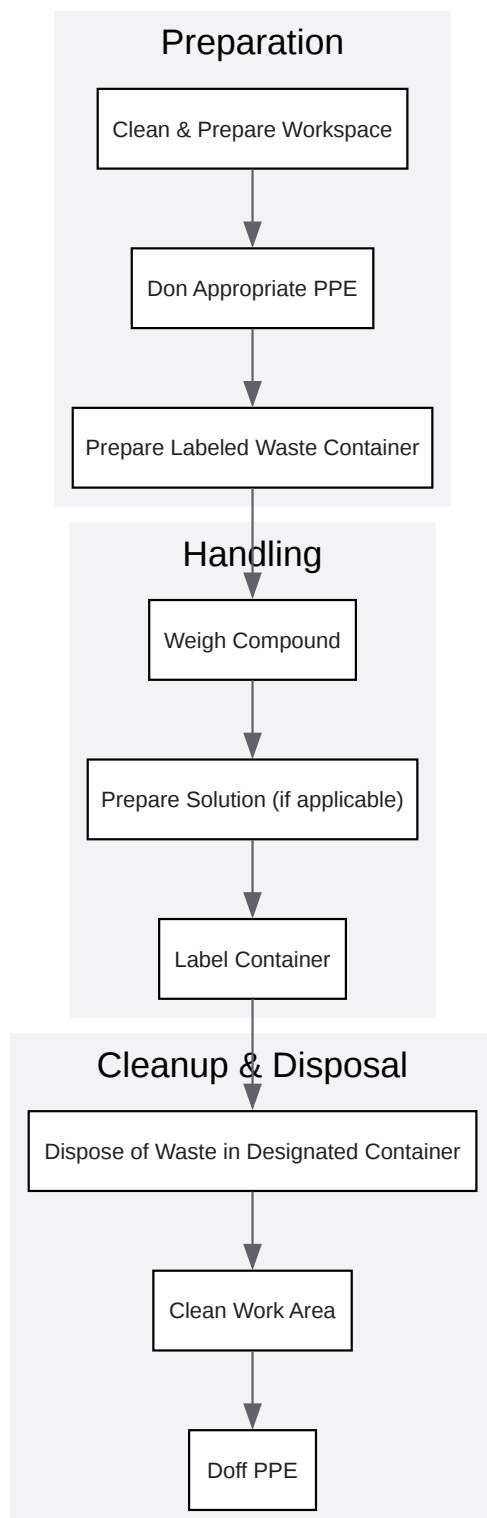 Preparation
Clean & Prepare Workspace
Don Appropriate PPE
Prepare Labeled Waste Container
Handling
Weigh Compound
Prepare Solution (if applicable)
Label Container
Cleanup & Disposal
Dispose of Waste in Designated Container
Clean Work Area
Doff PPE